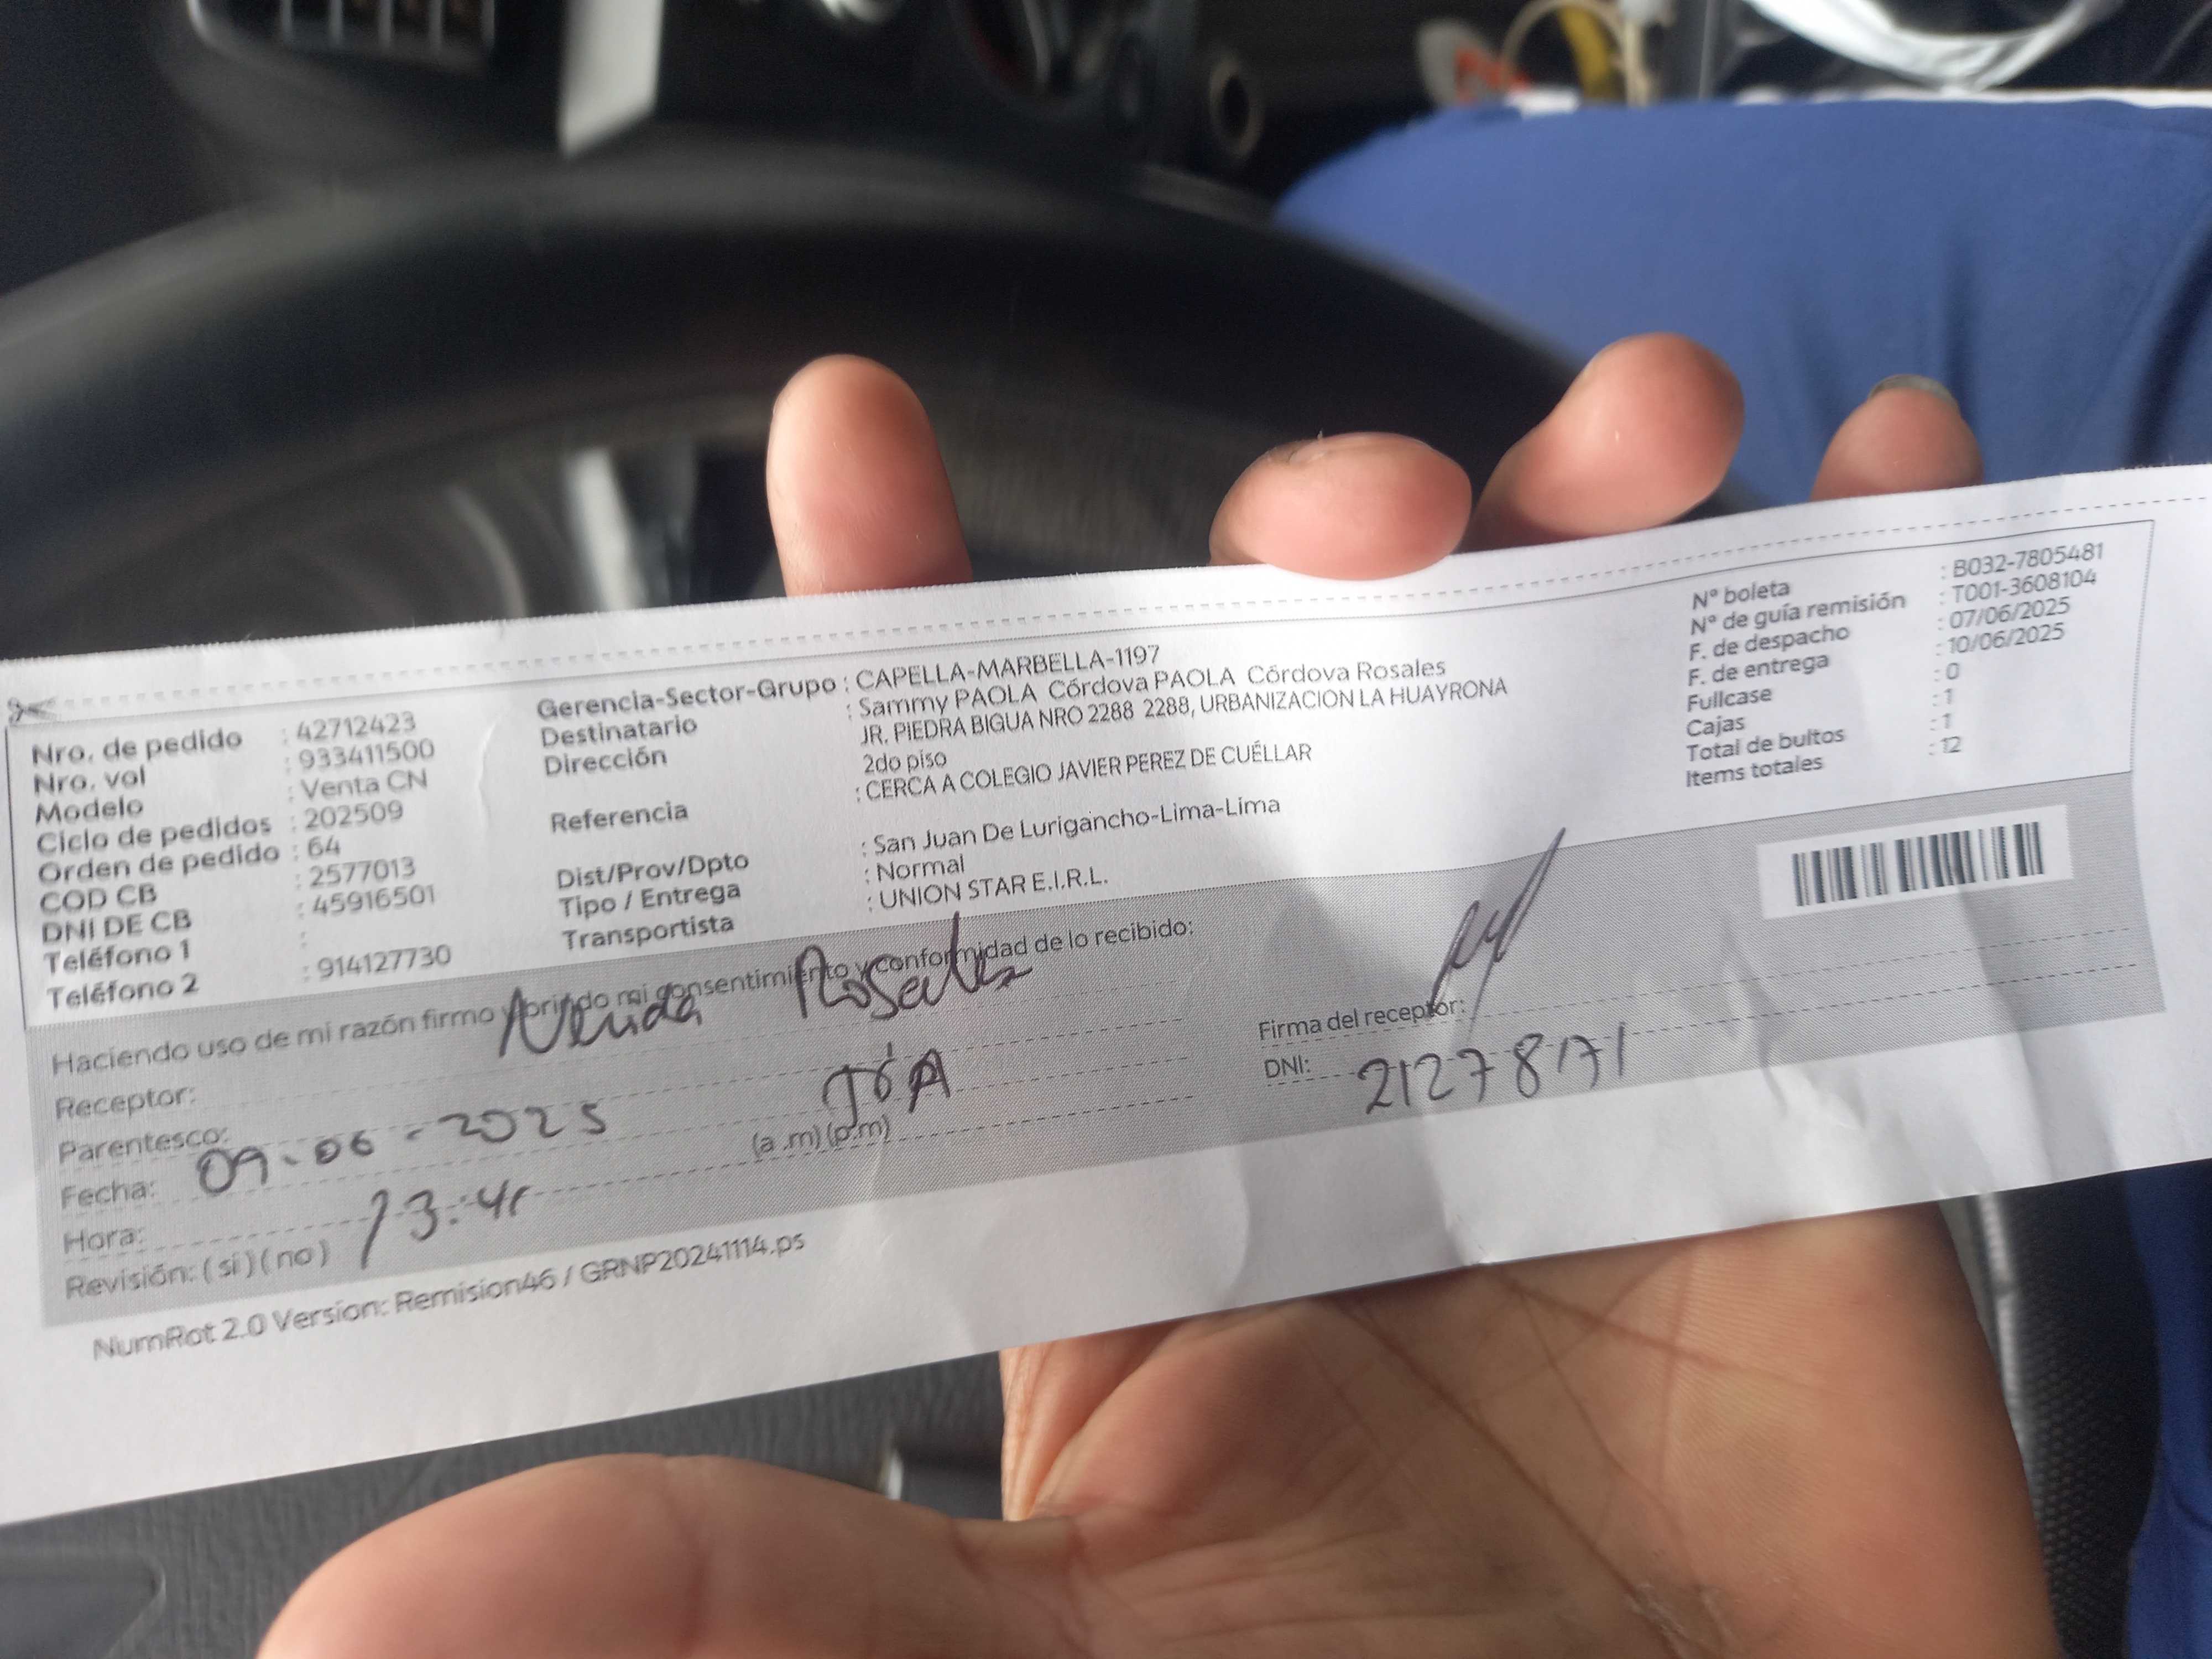 Nro. de pedido : 42712423
Nro. vol : 933411500
Modelo : Venta CN
Ciclo de pedidos : 202509
Orden de pedido : 64
COD CB : 2577013
DNI DE CB : 45916501
Teléfono 1 :
Teléfono 2 : 914127730
Gerencia-Sector-Grupo : CAPELLA-MARBELLA-1197
Destinatario : Sammy PAOLA Córdova PAOLA Córdova Rosales
Dirección JR. PIEDRA BIGUA NRO 2288 2288, URBANIZACION LA HUAYRONA
2do piso
Referencia : CERCA A COLEGIO JAVIER PEREZ DE CUÉLLAR
Dist/Prov/Dpto : San Juan De Lurigancho-Lima-Lima
Tipo / Entrega : Normal
Transportista : UNION STAR E.I.R.L.
N° boleta : B032-7805481
N° de guía remisión : T001-3608104
F. de despacho : 07/06/2025
F. de entrega : 10/06/2025
Fullcase : 0
Cajas : 1
Total de bultos : 1
Items totales : 12
Haciendo uso de mi razón firmo y brindo mi consentimiento y conformidad de lo recibido:
Receptor: Nerida Rosales
Parentesco: TÍA
Fecha: 09-06-2025
Hora: 13:41 (a .m) (p.m)
Revisión: ( si ) ( no )
Firma del receptor:
DNI: 21278171
NumRot 2.0 Version: Remision46 / GRNP20241114.ps